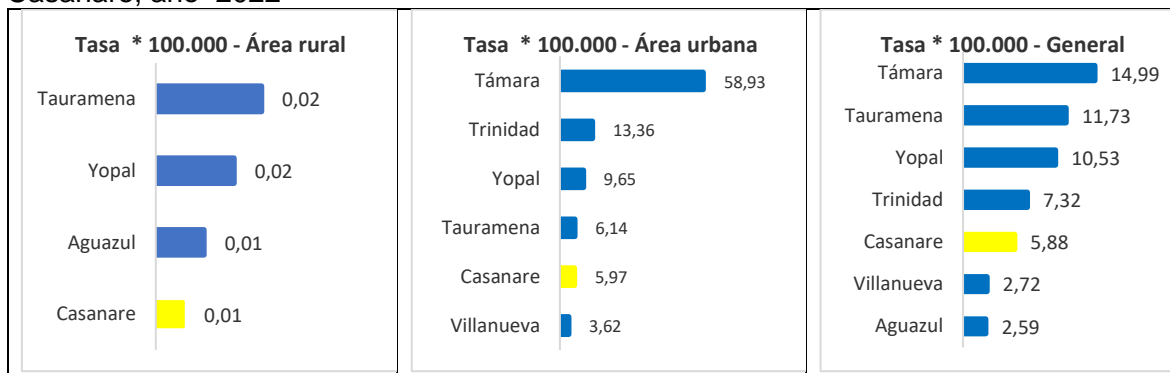 Casanare, año 2022
Tasa * 100.000 - Área rural
Tauramena 0,02
Yopal 0,02
Aguazul 0,01
Casanare 0,01
Tasa * 100.000 - Área urbana
Támara 58,93
Trinidad 13,36
Yopal 9,65
Tauramena 6,14
Casanare 5,97
Villanueva 3,62
Tasa * 100.000 - General
Támara 14,99
Tauramena 11,73
Yopal 10,53
Trinidad 7,32
Casanare 5,88
Villanueva 2,72
Aguazul 2,59